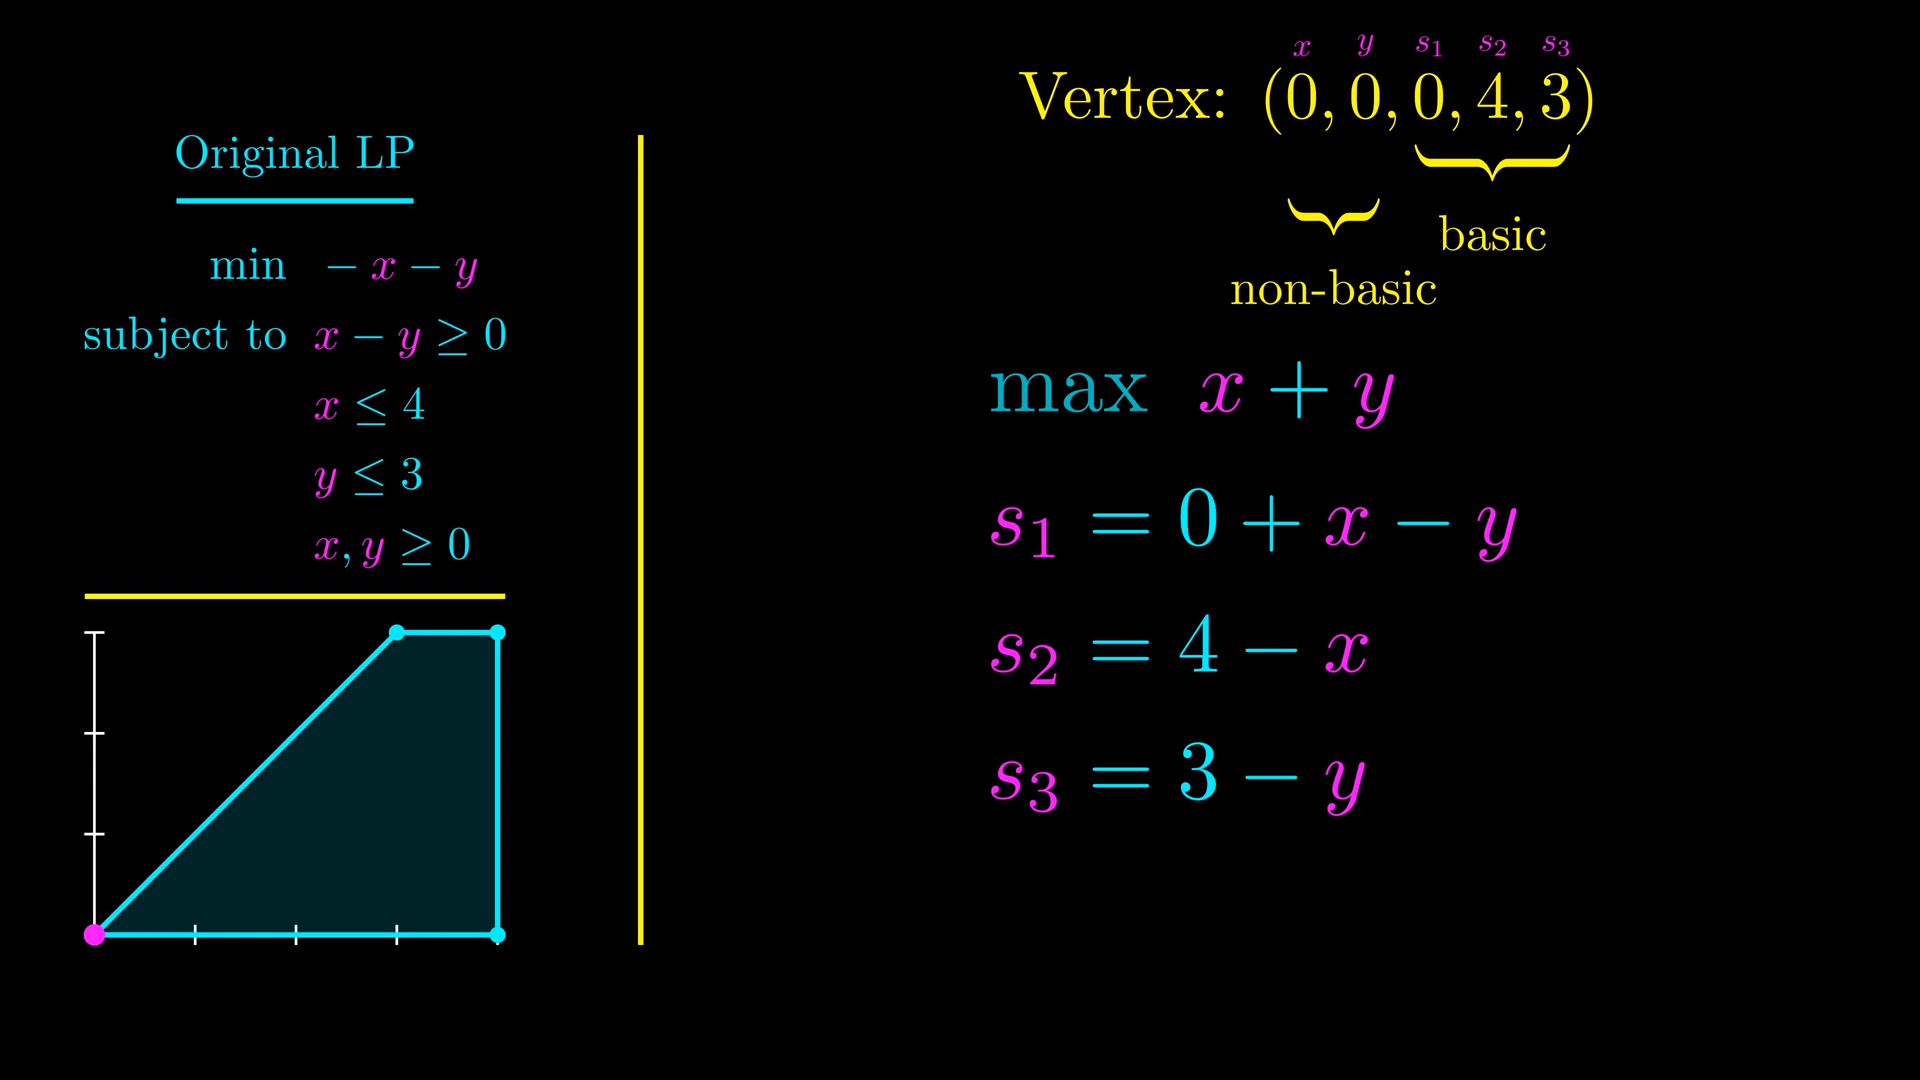 Original LP
min −x − y
subject to x − y ≥ 0
x ≤ 4
y ≤ 3
x, y ≥ 0
x y s₁ s₂ s₃
Vertex: (0, 0, 0, 4, 3)
basic
non-basic
max x + y
s₁ = 0 + x − y
s₂ = 4 − x
s₃ = 3 − y